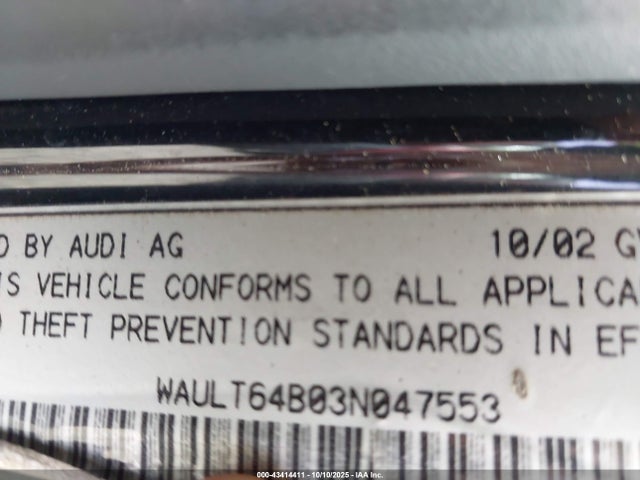 D BY AUDI AG 10/02 G
IS VEHICLE CONFORMS TO ALL APPLICA
THEFT PREVENTION STANDARDS IN EF
WAULT64B03N047553
000-43414411 - 10/10/2025 - IAA Inc.